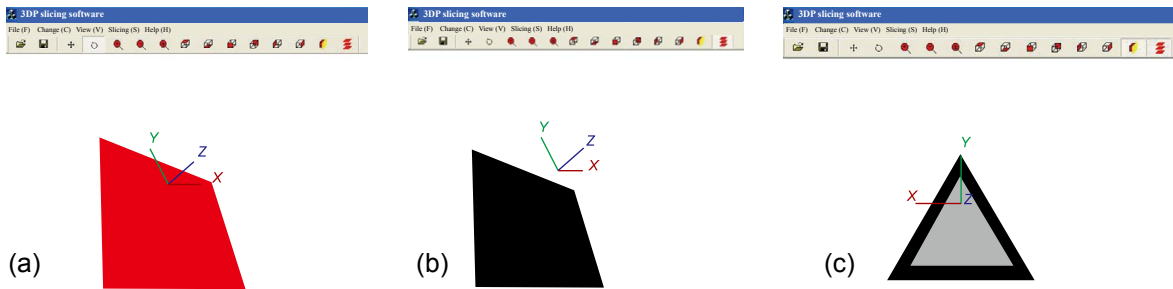 3DP slicing software
File (F) Change (C) View (V) Slicing (S) Help (H)
Y
Z
X
(a)
3DP slicing software
File (F) Change (C) View (V) Slicing (S) Help (H)
Y
Z
X
(b)
3DP slicing software
File (F) Change (C) View (V) Slicing (S) Help (H)
Y
X
Z
(c)